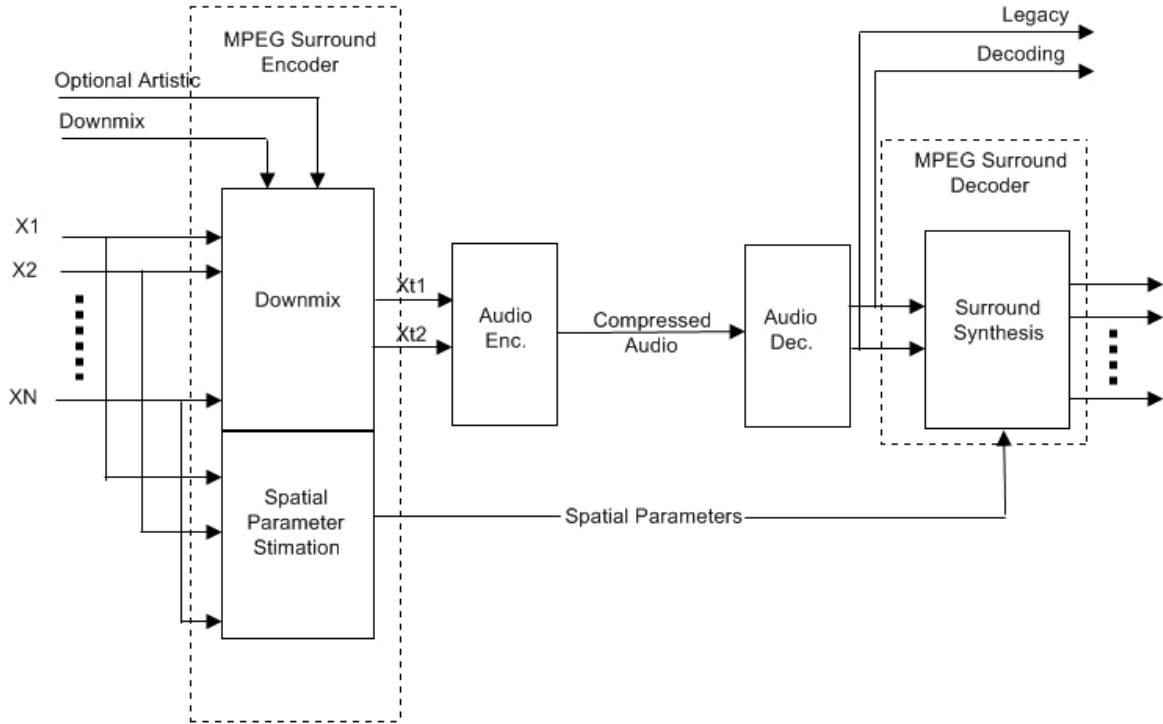 MPEG Surround
Encoder
Optional Artistic
Downmix
X1
X2
XN
Downmix
Spatial
Parameter
Stimation
Xt1
Xt2
Audio
Enc.
Compressed
Audio
Audio
Dec.
Legacy
Decoding
MPEG Surround
Decoder
Surround
Synthesis
Spatial Parameters